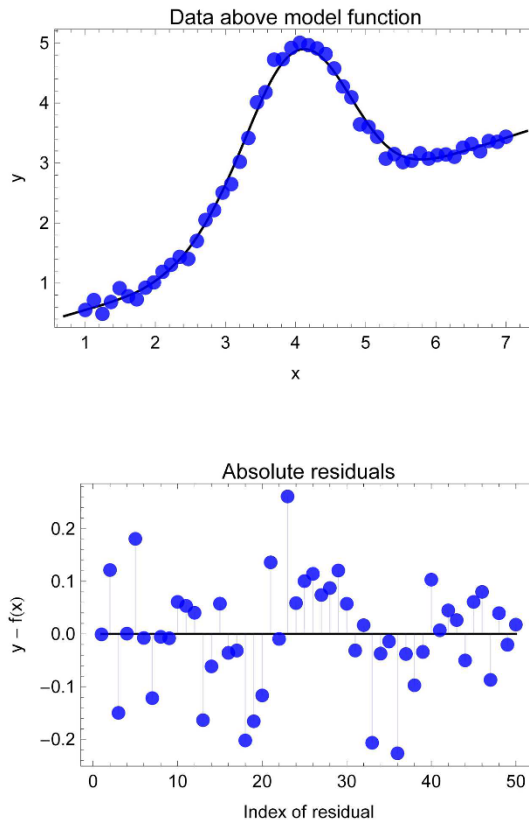 Data above model function
5
4
3
2
1
y
1 2 3 4 5 6 7
x
Absolute residuals
0.2
0.1
0.0
−0.1
−0.2
y − f(x)
0 10 20 30 40 50
Index of residual